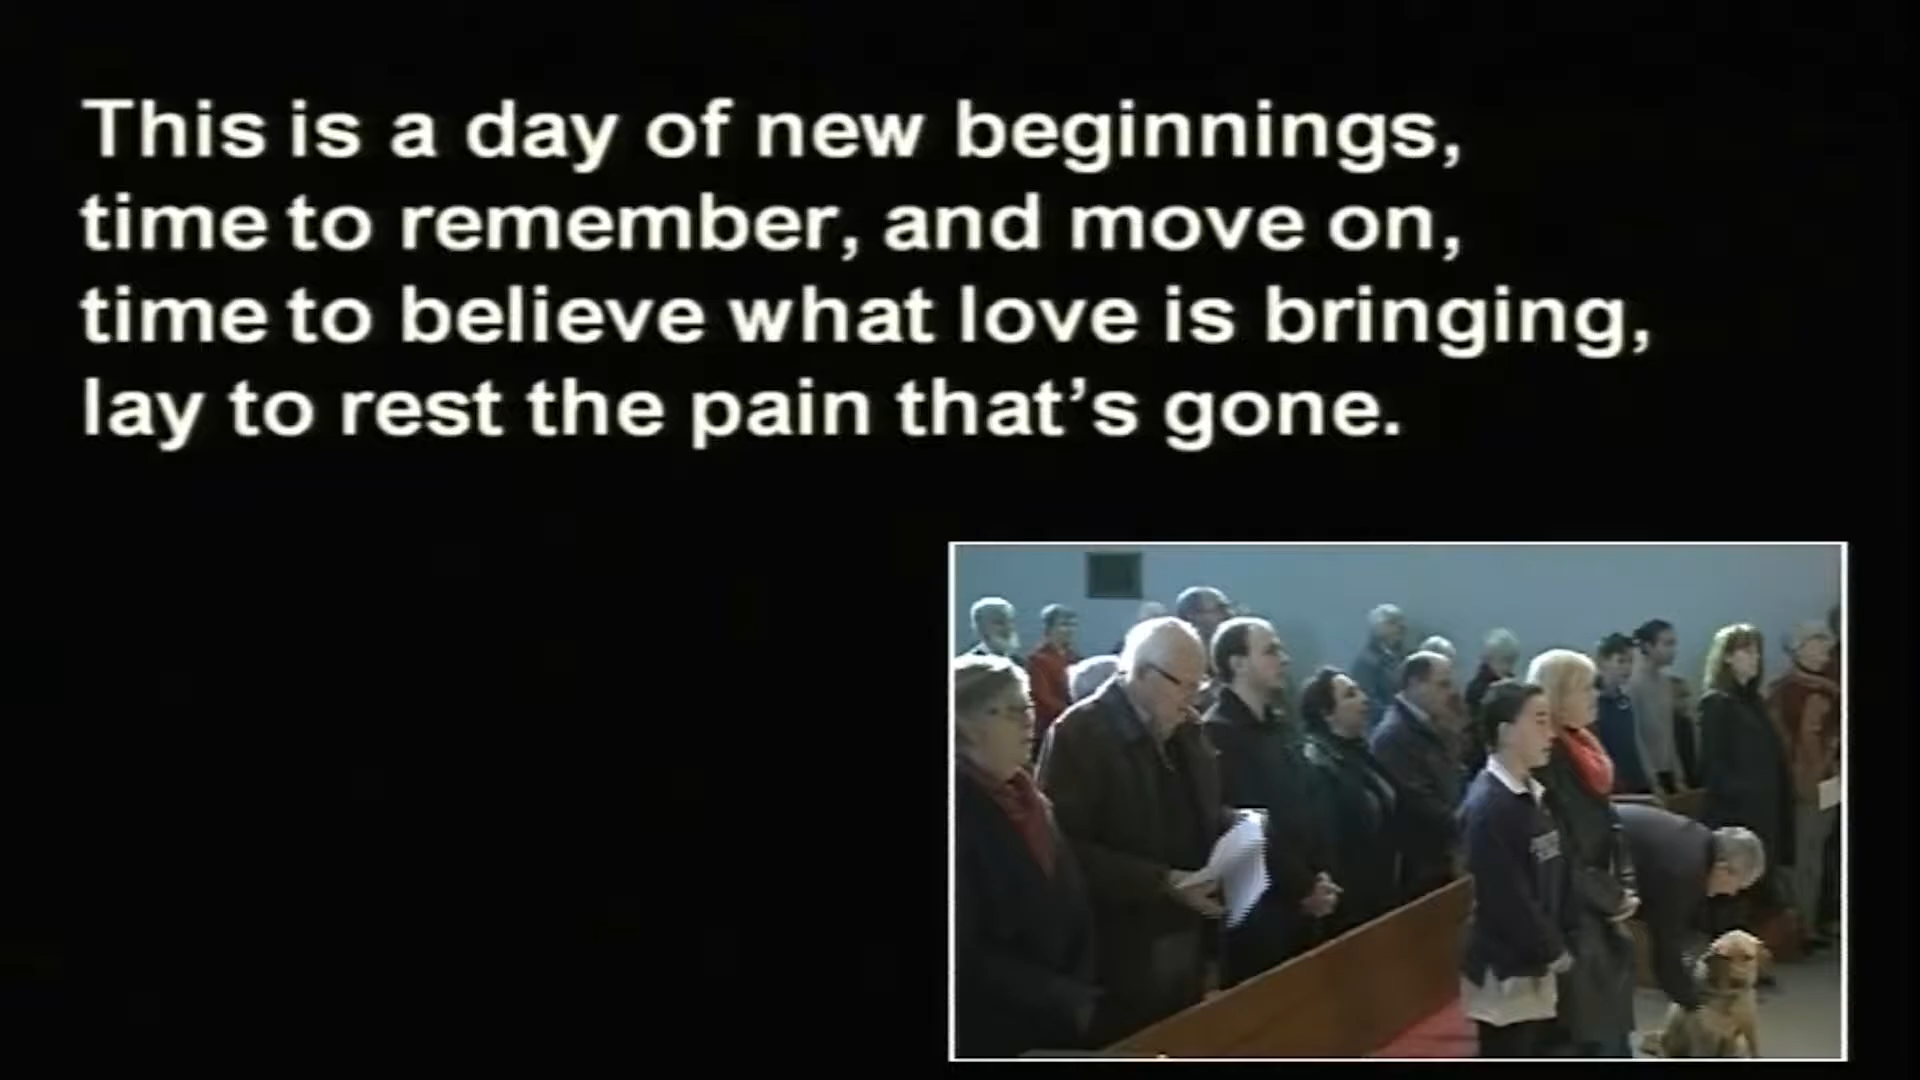 This is a day of new beginnings,
time to remember, and move on,
time to believe what love is bringing,
lay to rest the pain that's gone.